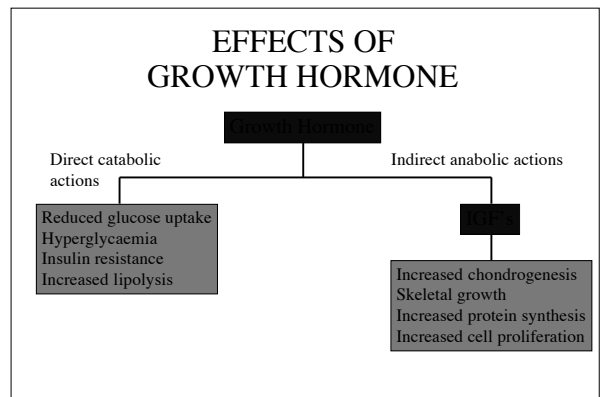 EFFECTS OF
GROWTH HORMONE
Growth Hormone
Direct catabolic
actions
Indirect anabolic actions
Reduced glucose uptake
Hyperglycaemia
Insulin resistance
Increased lipolysis
IGF's
Increased chondrogenesis
Skeletal growth
Increased protein synthesis
Increased cell proliferation